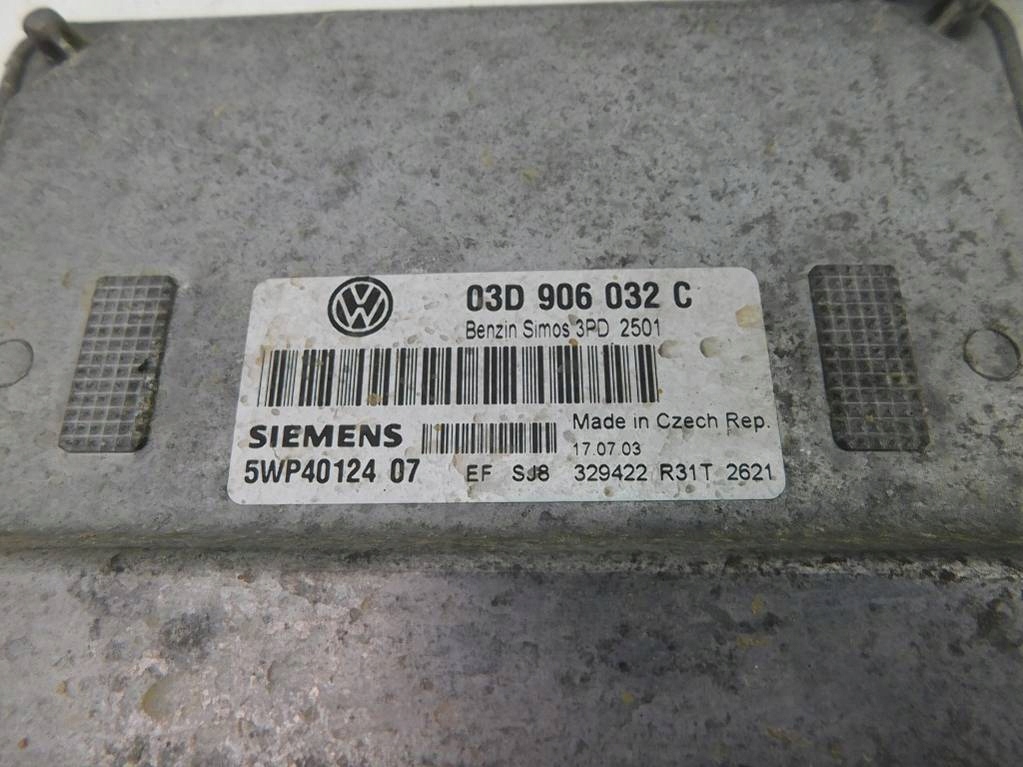 03D 906 032 C
Benzin Simos 3PD 2501
SIEMENS
Made in Czech Rep.
17.07.03
5WP40124 07
EF SJ8 329422 R31T 2621